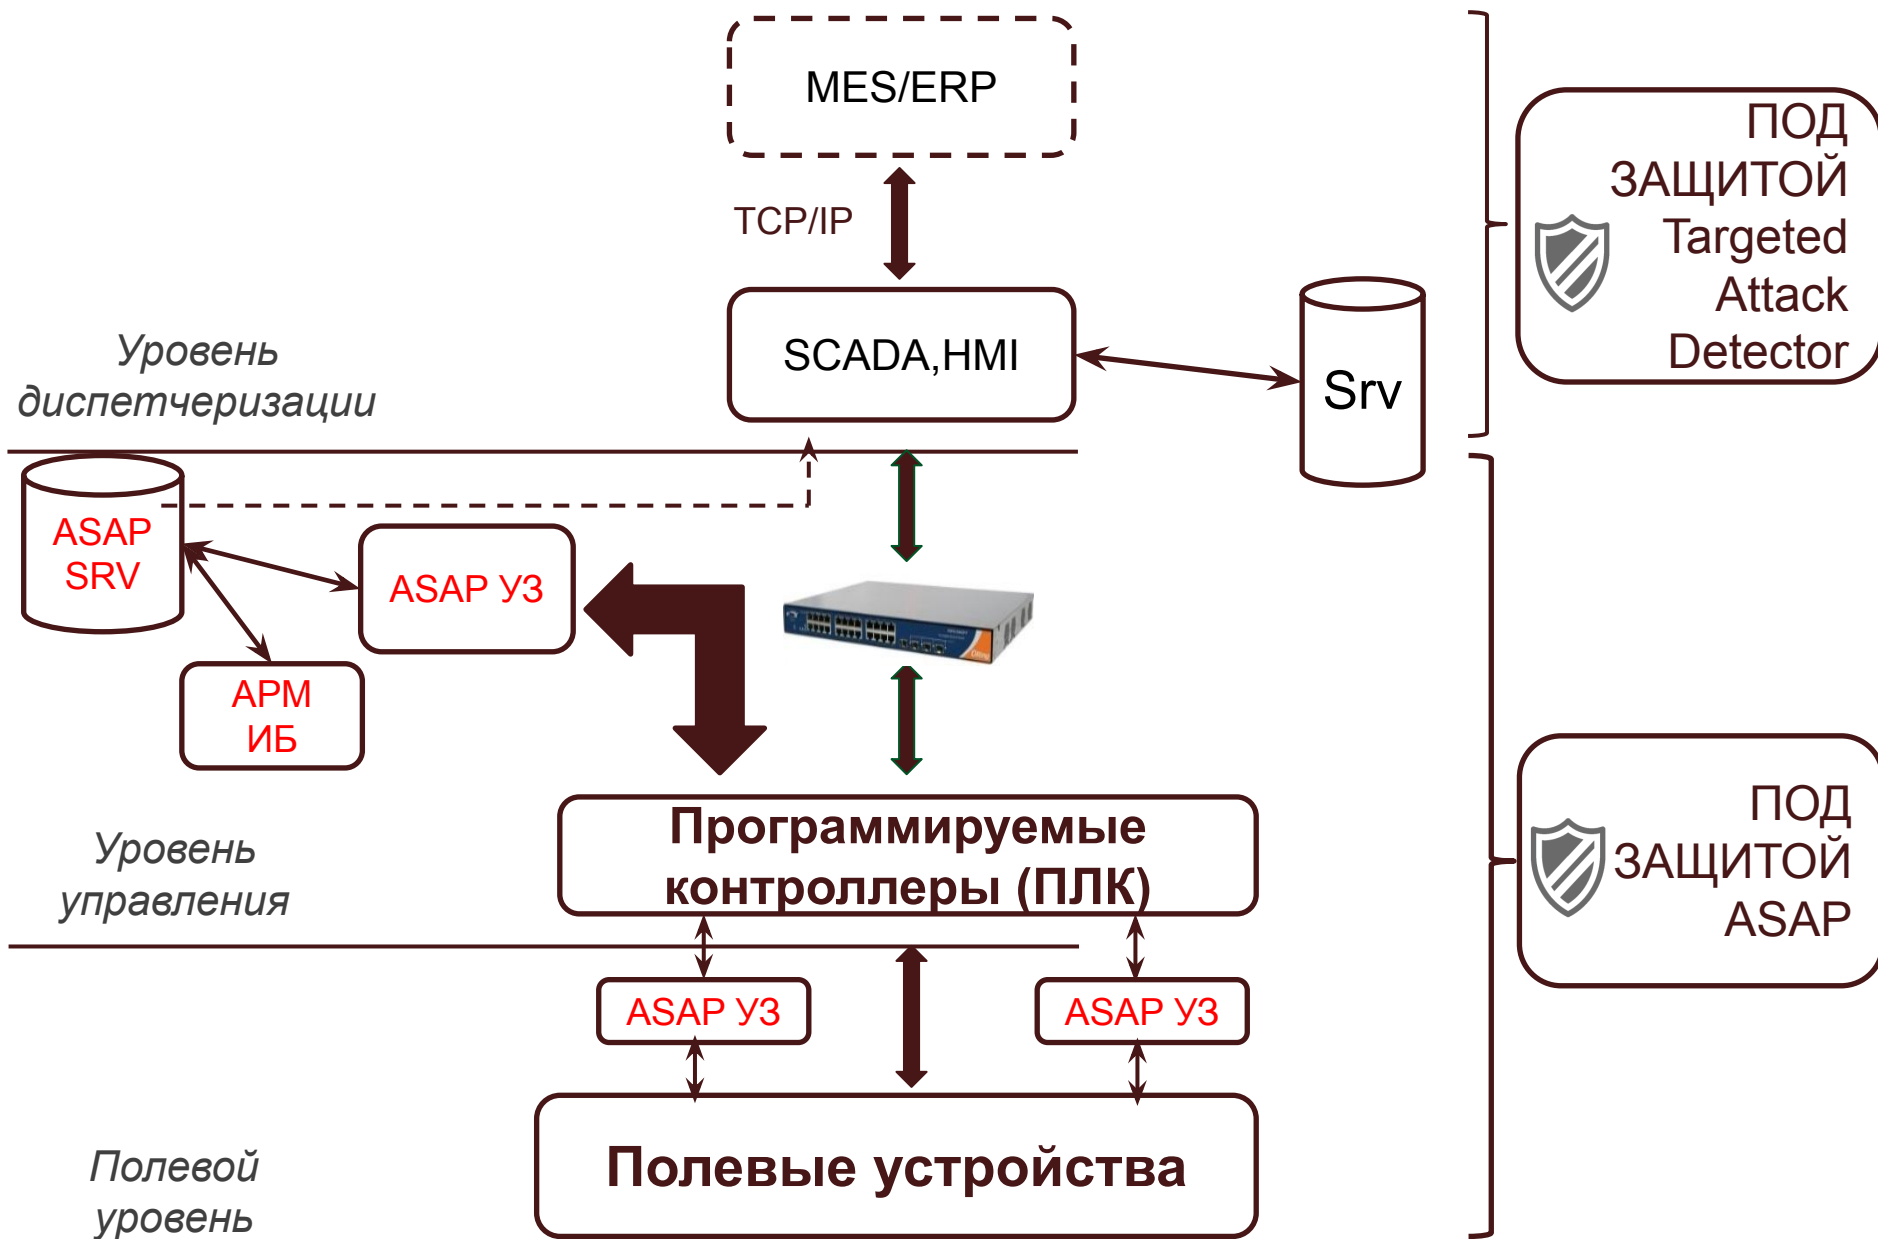 MES/ERP
TCP/IP
SCADA,HMI
Srv
ПОД
ЗАЩИТОЙ
Targeted
Attack
Detector
Уровень
диспетчеризации
ASAP
SRV
ASAP УЗ
АРМ
ИБ
Уровень
управления
Программируемые
контроллеры (ПЛК)
ПОД
ЗАЩИТОЙ
ASAP
ASAP УЗ
ASAP УЗ
Полевой
уровень
Полевые устройства